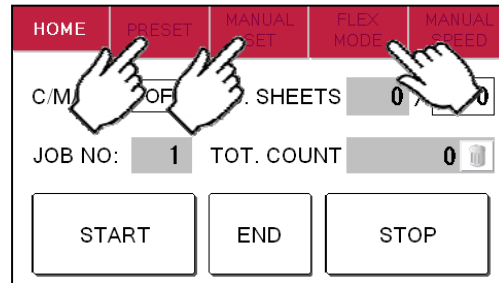 HOME PRESET MANUAL SET FLEX MODE MANUAL SPEED
SHEETS 0 / 0
JOB NO: 1 TOT. COUNT 0
START END STOP